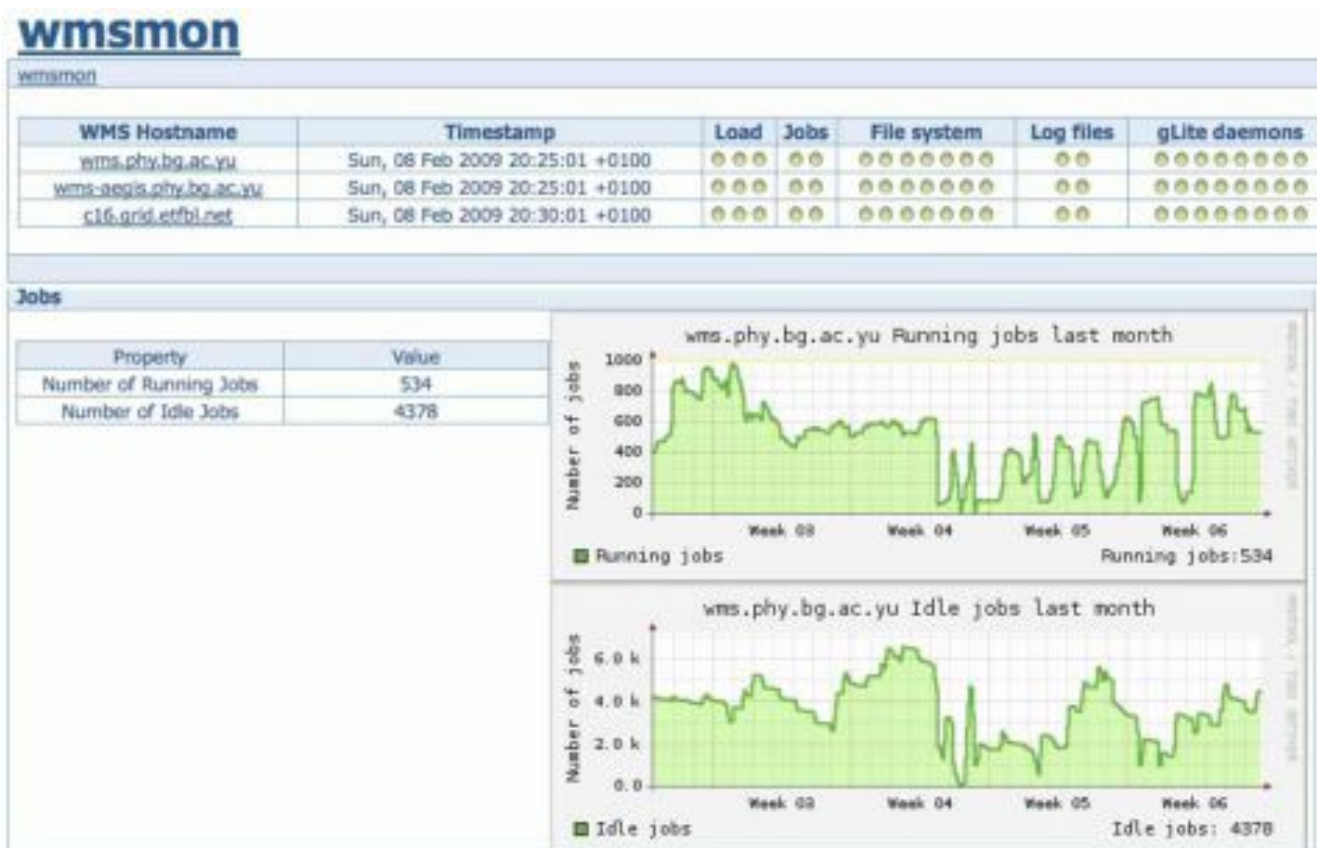 wmsmon
wmsmon
WMS Hostname Timestamp Load Jobs File system Log files gLite daemons
wms.phy.bg.ac.yu Sun, 08 Feb 2009 20:25:01 +0100
wms-aegis.phy.bg.ac.yu Sun, 08 Feb 2009 20:25:01 +0100
c16.grid.etfbl.net Sun, 08 Feb 2009 20:30:01 +0100
Jobs
Property Value
Number of Running Jobs 534
Number of Idle Jobs 4378
wms.phy.bg.ac.yu Running jobs last month
Number of jobs
1000
800
600
400
200
0
Week 03 Week 04 Week 05 Week 06
Running jobs Running jobs:534
wms.phy.bg.ac.yu Idle jobs last month
Number of jobs
6.0 k
4.0 k
2.0 k
0.0
Week 03 Week 04 Week 05 Week 06
Idle jobs Idle jobs: 4378